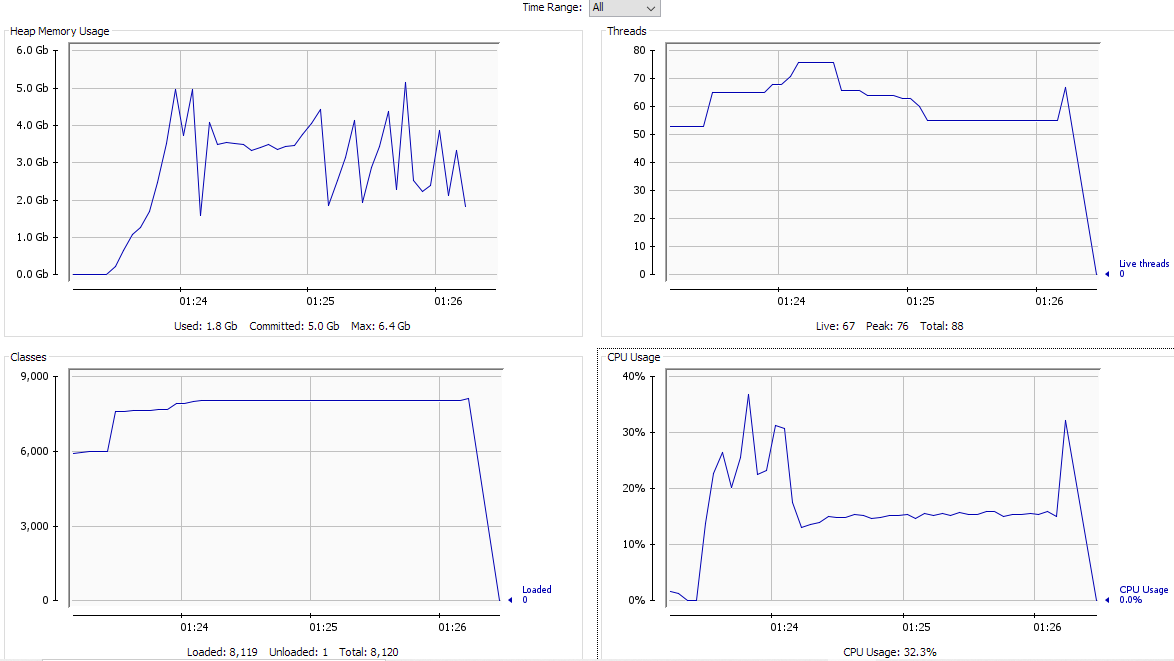 Time Range: All
Heap Memory Usage
6.0 Gb
5.0 Gb
4.0 Gb
3.0 Gb
2.0 Gb
1.0 Gb
0.0 Gb
01:24 01:25 01:26
Used: 1.8 Gb Committed: 5.0 Gb Max: 6.4 Gb
Threads
80
70
60
50
40
30
20
10
0
Live threads
0
01:24 01:25 01:26
Live: 67 Peak: 76 Total: 88
Classes
9,000
6,000
3,000
0
Loaded
0
01:24 01:25 01:26
Loaded: 8,119 Unloaded: 1 Total: 8,120
CPU Usage
40%
30%
20%
10%
0%
CPU Usage
0.0%
01:24 01:25 01:26
CPU Usage: 32.3%